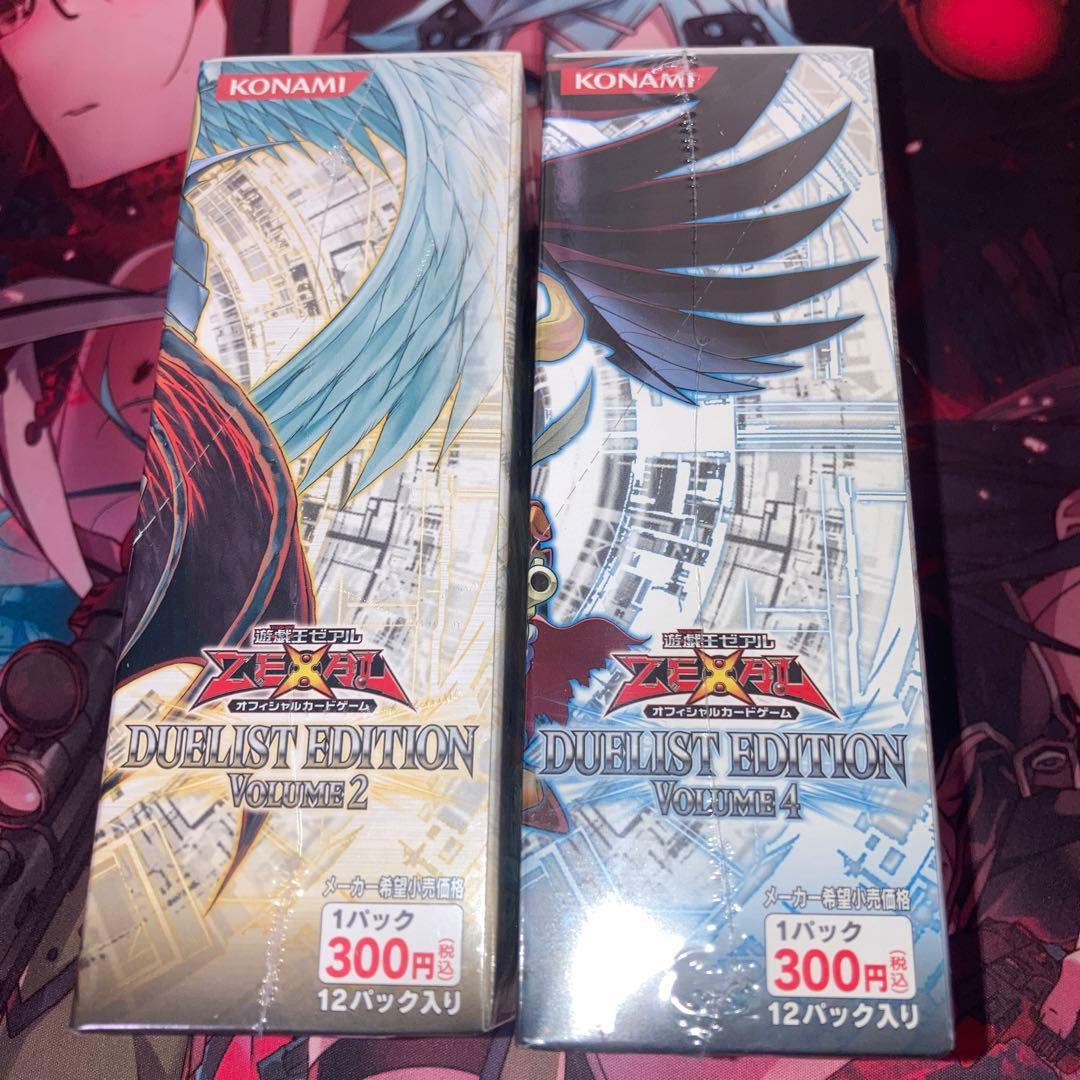 KONAMI
遊戯王ゼアル
ZEXAL
オフィシャルカードゲーム
DUELIST EDITION
VOLUME 2
メーカー希望小売価格
1パック
300円(税込)
12パック入り
KONAMI
遊戯王ゼアル
ZEXAL
オフィシャルカードゲーム
DUELIST EDITION
VOLUME 4
メーカー希望小売価格
1パック
300円(税込)
12パック入り